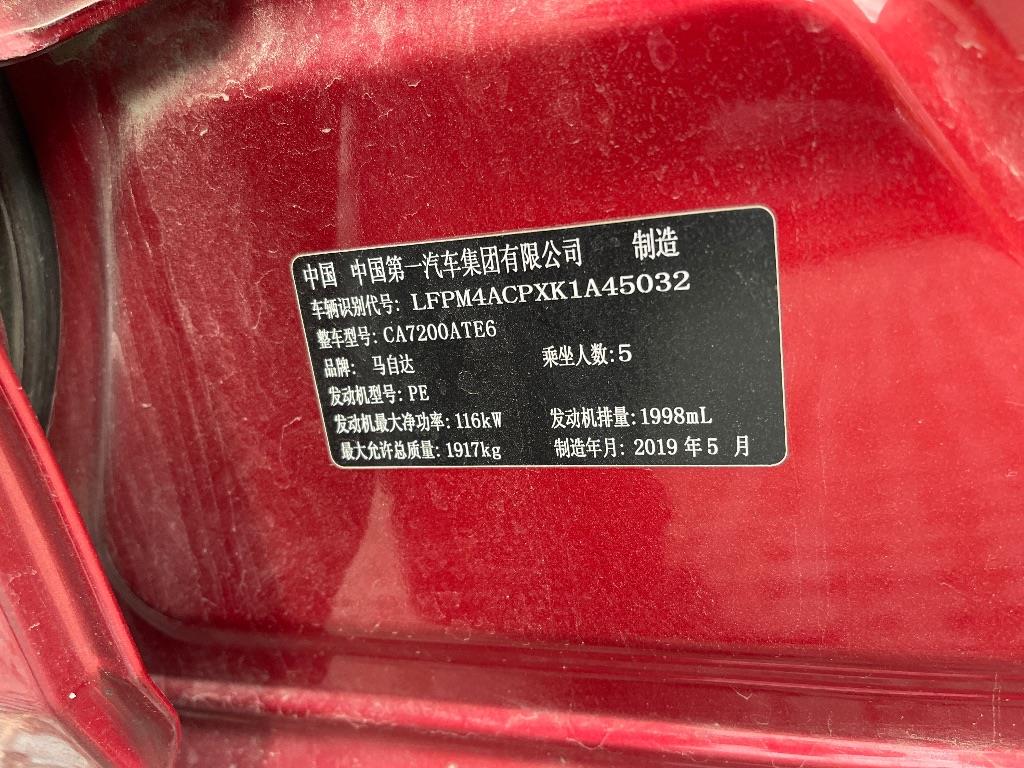 中国 中国第一汽车集团有限公司 制造
车辆识别代号: LFPM4ACPXK1A45032
整车型号: CA7200ATE6
品牌: 马自达 乘坐人数:5
发动机型号: PE
发动机最大净功率: 116kW 发动机排量: 1998mL
最大允许总质量: 1917kg 制造年月: 2019 年 5 月